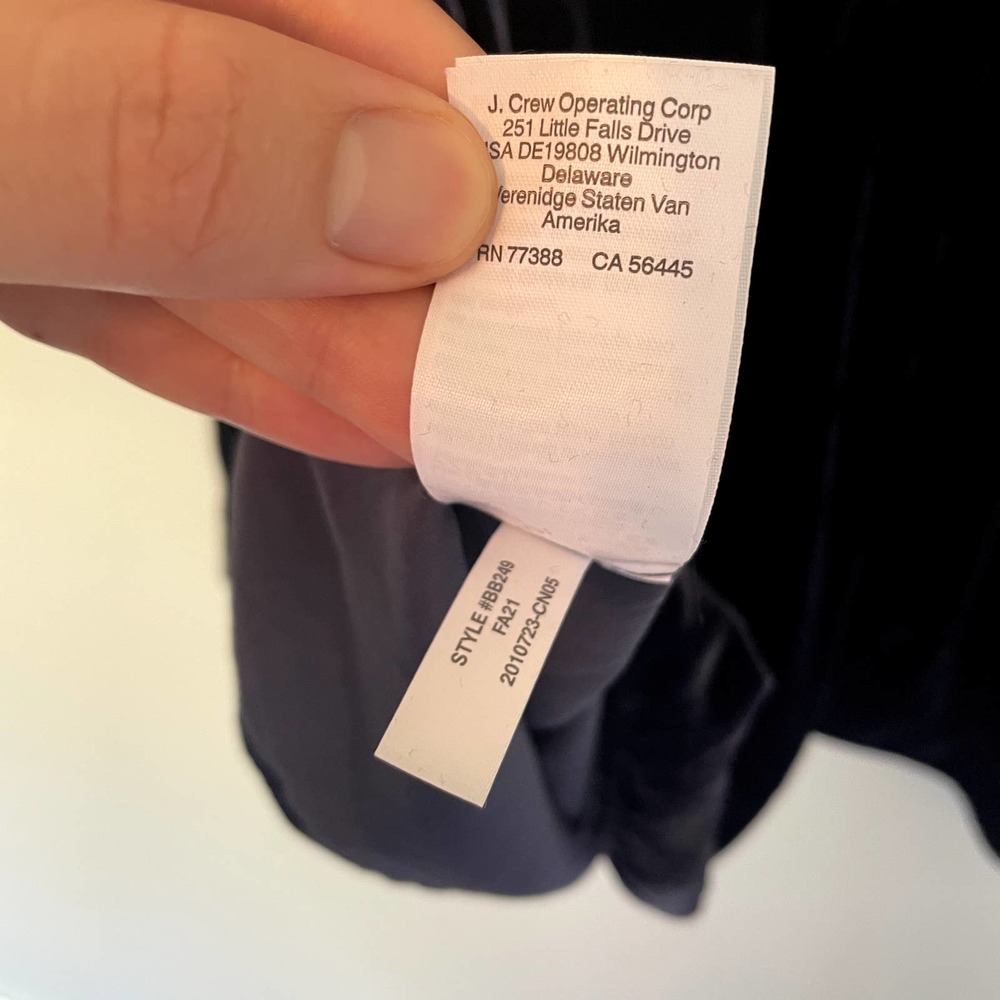 J. Crew Operating Corp
251 Little Falls Drive
DE19808 Wilmington
Delaware
Staten Van
Amerika
RN 77388 CA 56445
STYLE #BB249
FA21
2010723-CN05